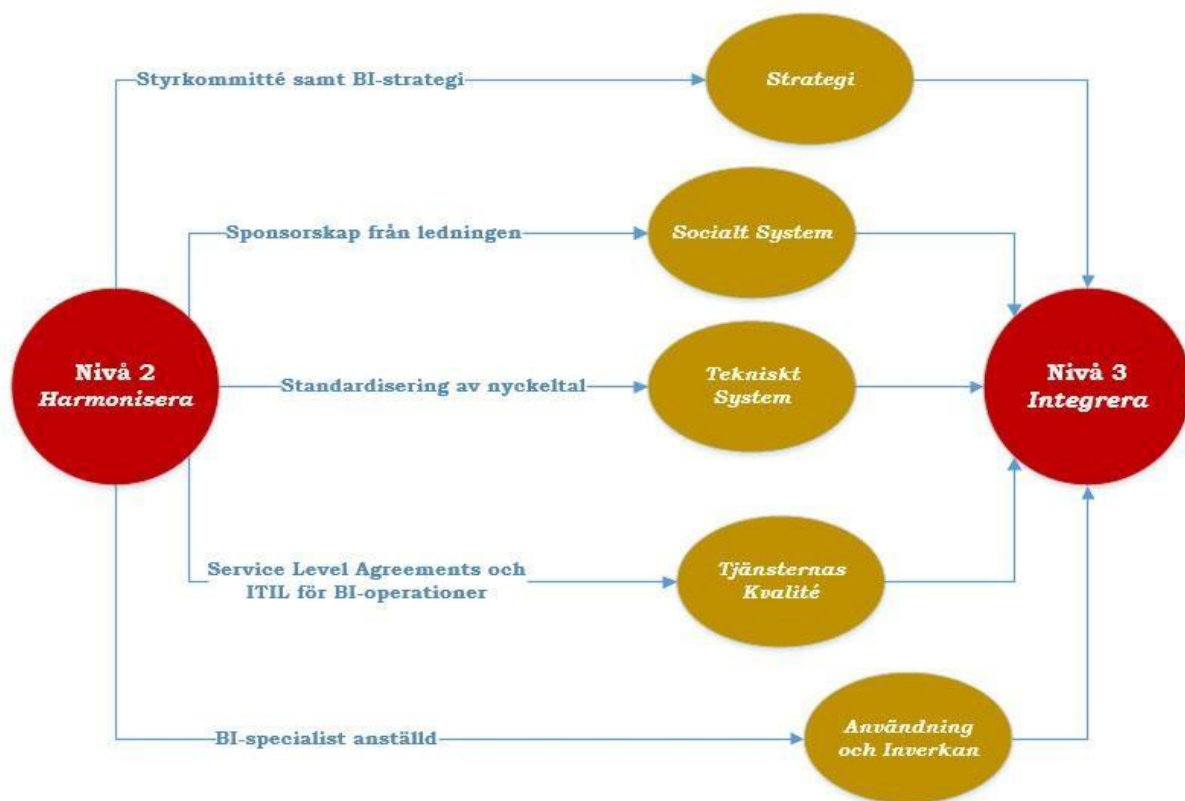 Styrkommitté samt BI-strategi
Strategi
Sponsorskap från ledningen
Socialt System
Nivå 2
Harmonisera
Standardisering av nyckeltal
Tekniskt
System
Nivå 3
Integrera
Service Level Agreements och
ITIL för BI-operationer
Tjänsternas
Kvalité
BI-specialist anställd
Användning
och Inverkan